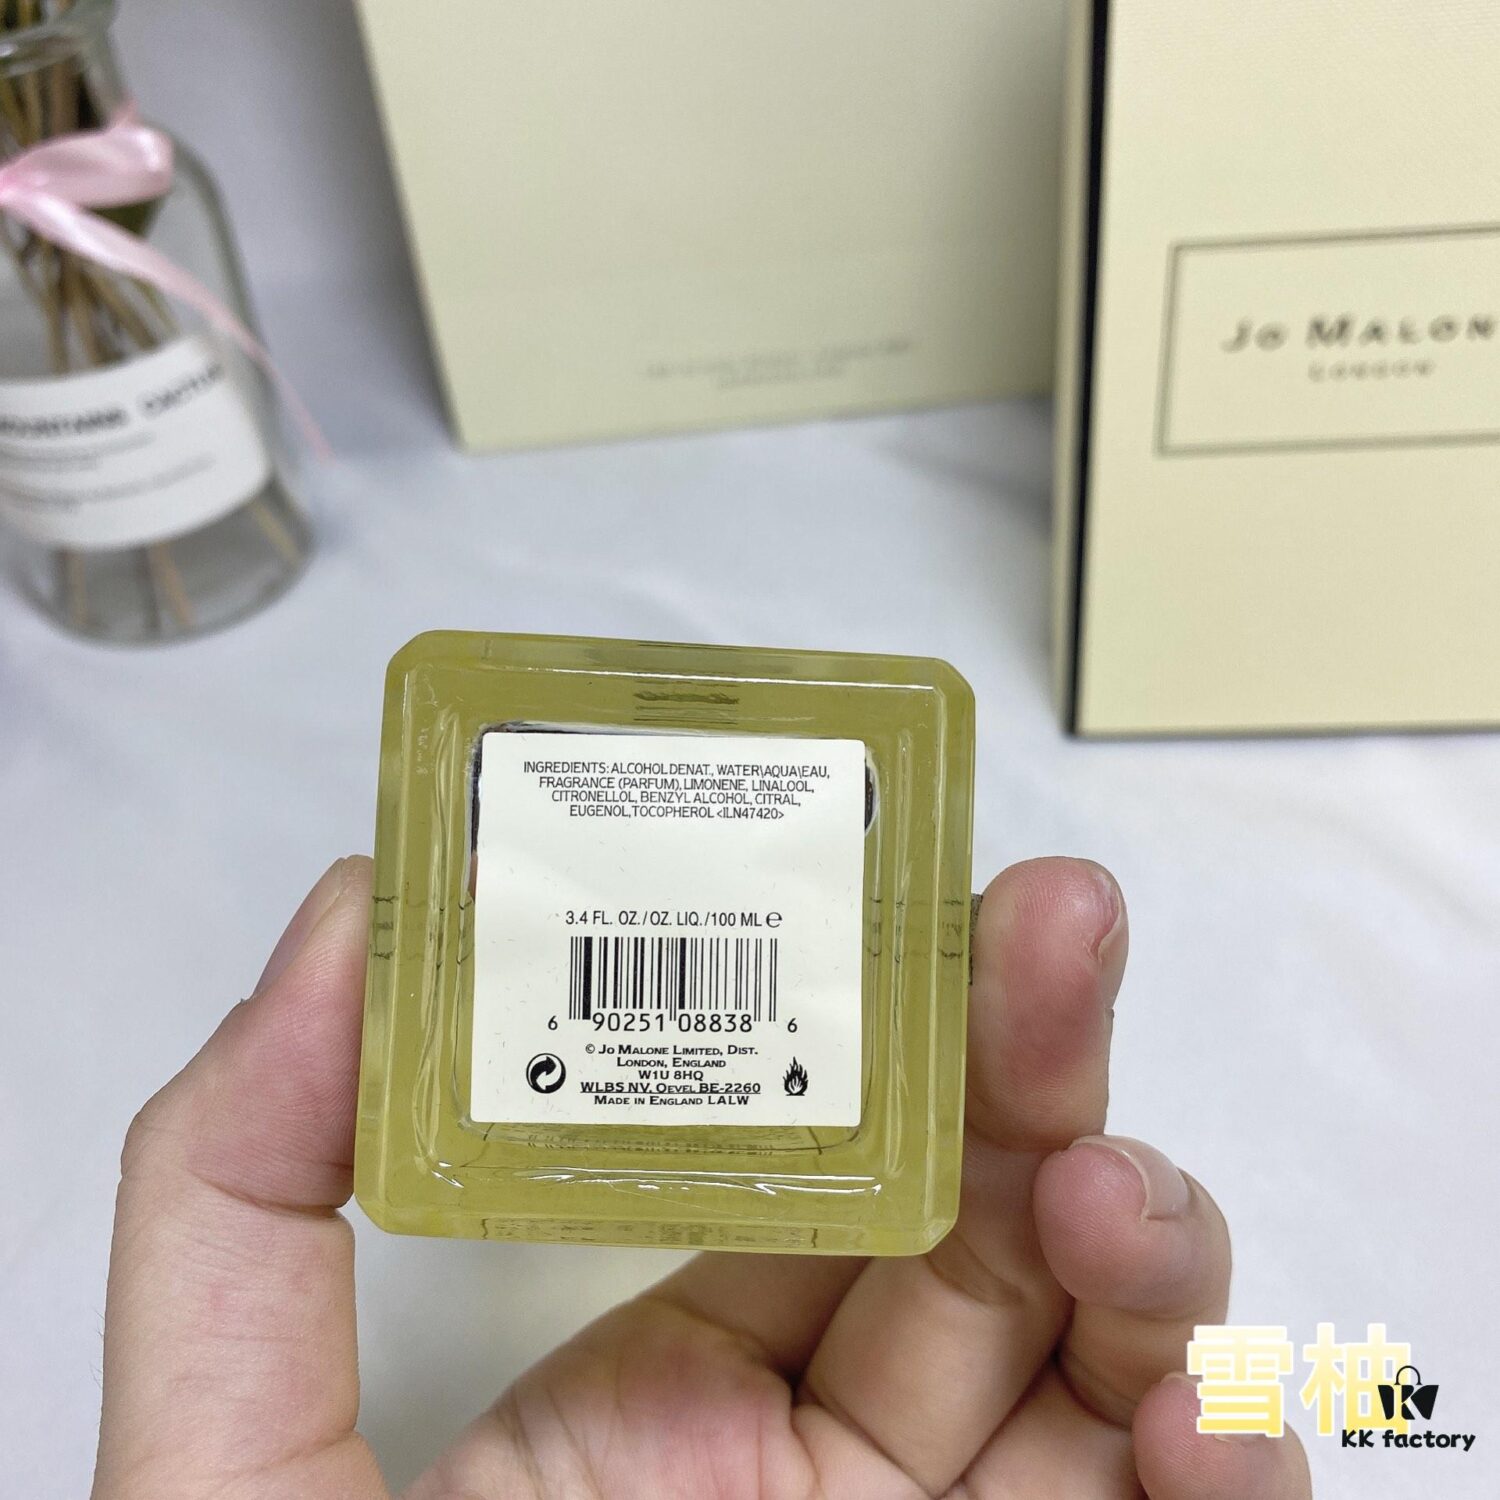 JO MALON
LONDON
INGREDIENTS: ALCOHOL DENAT., WATER\AQUA\EAU,
FRAGRANCE (PARFUM), LIMONENE, LINALOOL,
CITRONELLOL, BENZYL ALCOHOL, CITRAL,
EUGENOL, TOCOPHEROL <ILN47420>
3.4 FL. OZ./OZ. LIQ./100 ML ℮
6 90251 08838 6
© JO MALONE LIMITED, DIST.
LONDON, ENGLAND
W1U 8HQ
WLBS NV. OEVEL BE-2260
MADE IN ENGLAND LALW
雪柚
KK factory